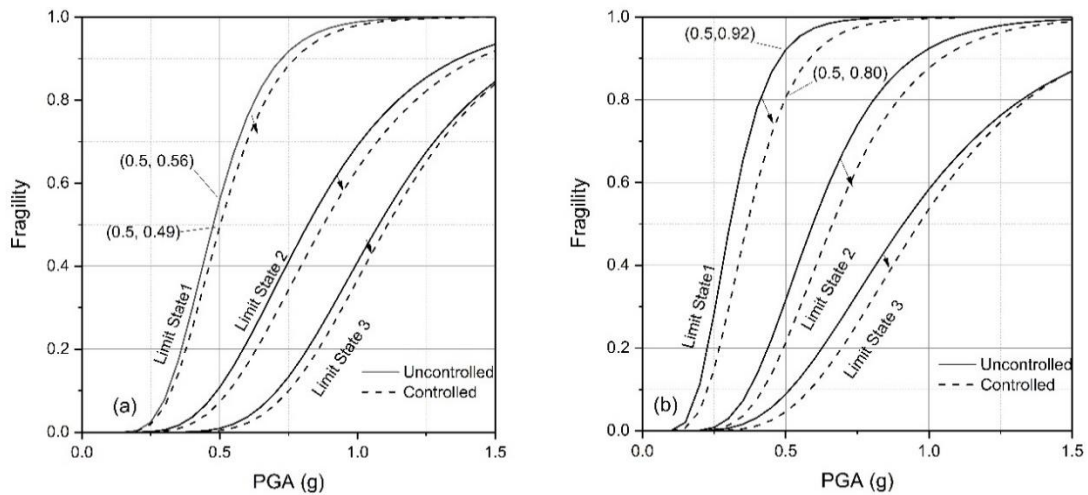 1.0
0.8
0.6
0.4
0.2
0.0
Fragility
(0.5, 0.56)
(0.5, 0.49)
Limit State1
Limit State 2
Limit State 3
Uncontrolled
Controlled
(a)
0.0 0.5 1.0 1.5
PGA (g)
1.0
0.8
0.6
0.4
0.2
0.0
Fragility
(0.5,0.92)
(0.5, 0.80)
Limit State1
Limit State 2
Limit State 3
Uncontrolled
Controlled
(b)
0.0 0.5 1.0 1.5
PGA (g)